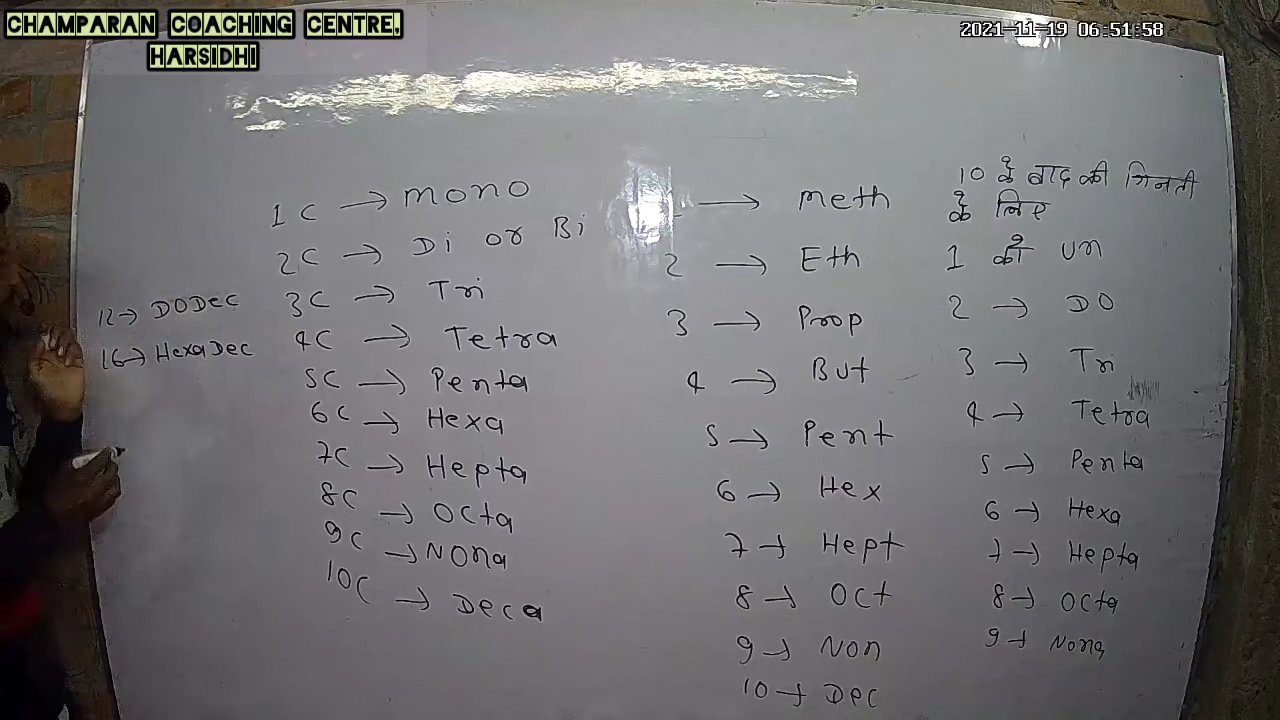 CHAMPARAN COACHING CENTRE,
HARSIDHI
2021-11-19 06:51:58
12→ DODec
16→ HexaDec
1C → mono
2C → Di or Bi
3C → Tri
4C → Tetra
5C → Penta
6C → Hexa
7C → Hepta
8C → Octa
9C → Nona
10C → Deca
→ Meth
2 → Eth
3 → Prop
4 → But
5 → Pent
6 → Hex
7 → Hept
8 → Oct
9 → Non
10 → Dec
10 के बाद की गिनती
के लिए
1 को un
2 → DO
3 → Tri
4 → Tetra
5 → Penta
6 → Hexa
7 → Hepta
8 → Octa
9 → Nona